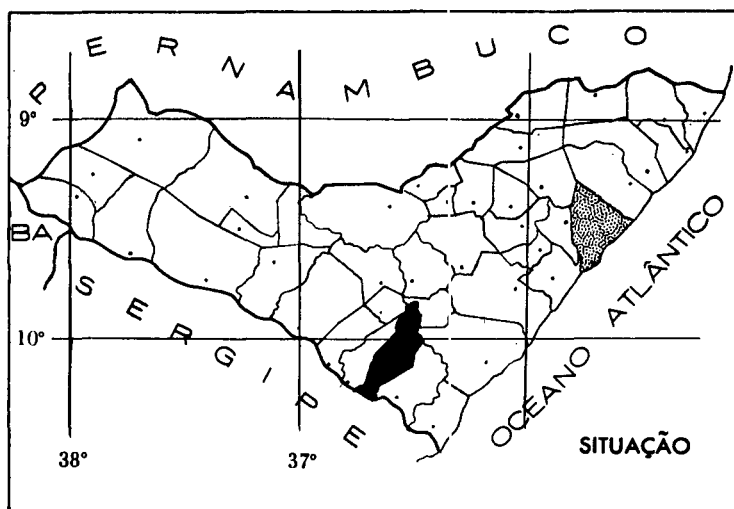 PERNAMBUCO
9°
BA
SERGIPE
10°
OCEANO ATLÂNTICO
38°
37°
SITUAÇÃO